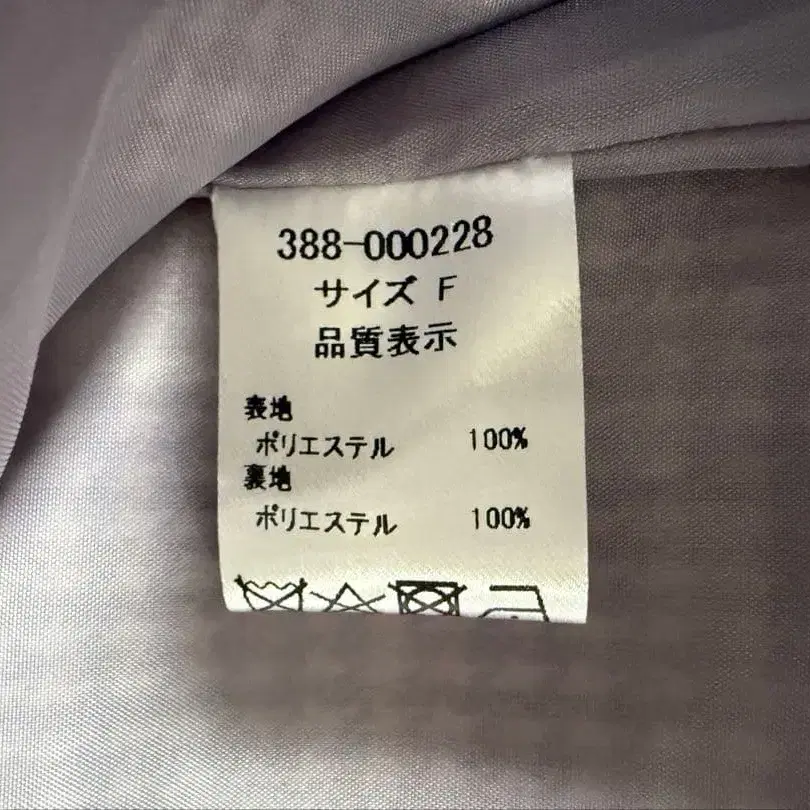 388-000228
サイズ F
品質表示
表地
ポリエステル 100%
裏地
ポリエステル 100%